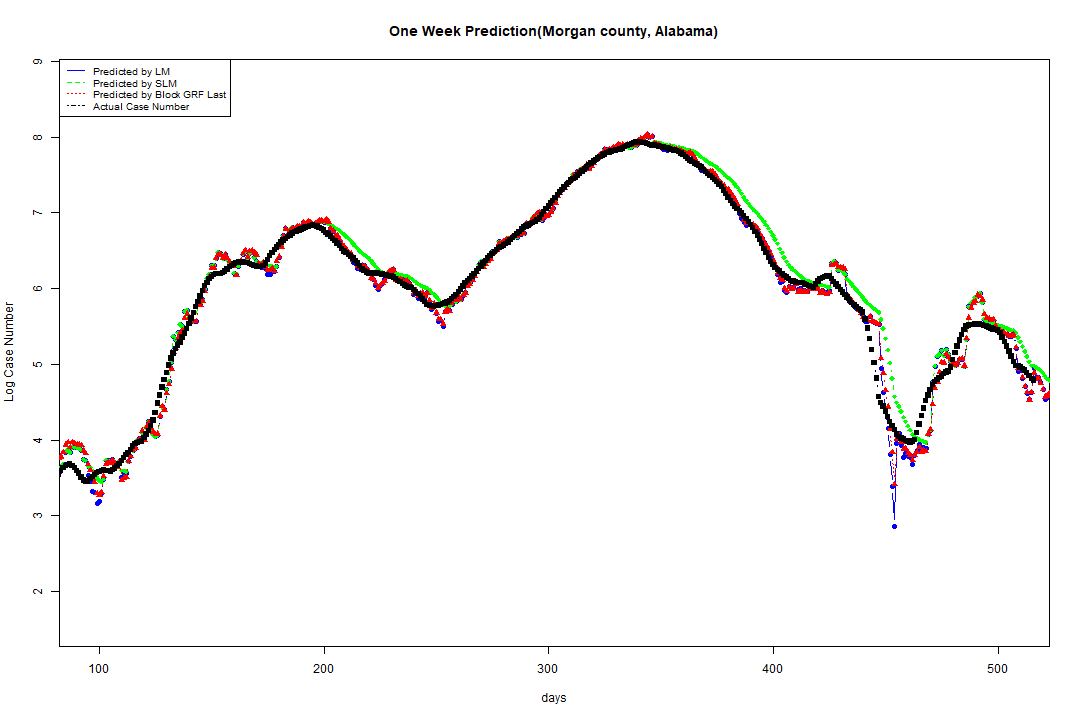 One Week Prediction(Morgan county, Alabama)
Predicted by LM
Predicted by SLM
Predicted by Block GRF Last
Actual Case Number
Log Case Number
9
8
7
6
5
4
3
2
100 200 300 400 500
days